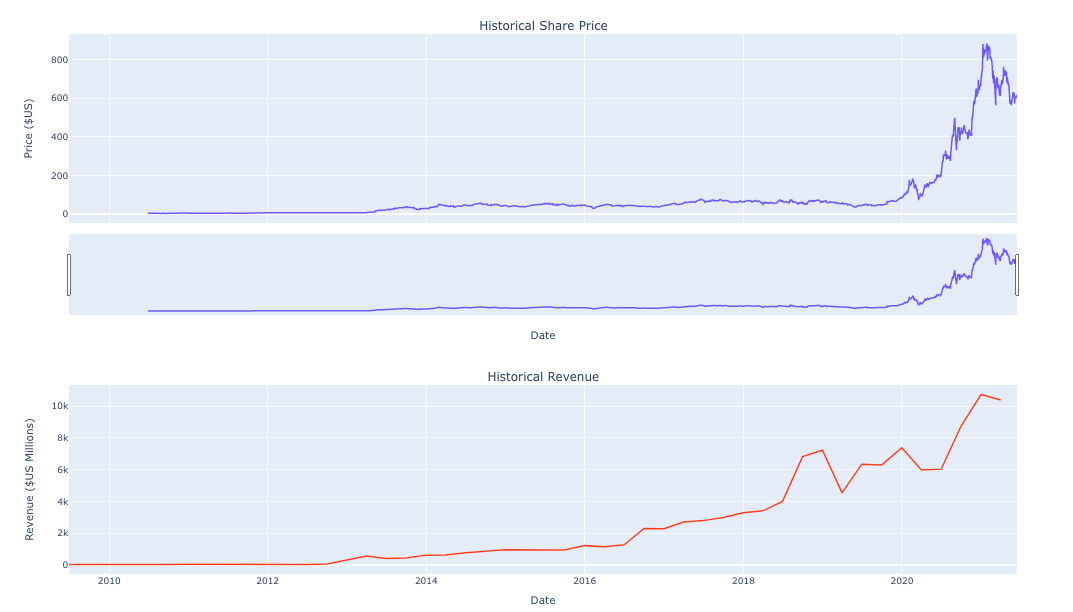 Historical Share Price
Price ($US)
800
600
400
200
0
Date
Historical Revenue
Revenue ($US Millions)
10k
8k
6k
4k
2k
0
2010 2012 2014 2016 2018 2020
Date